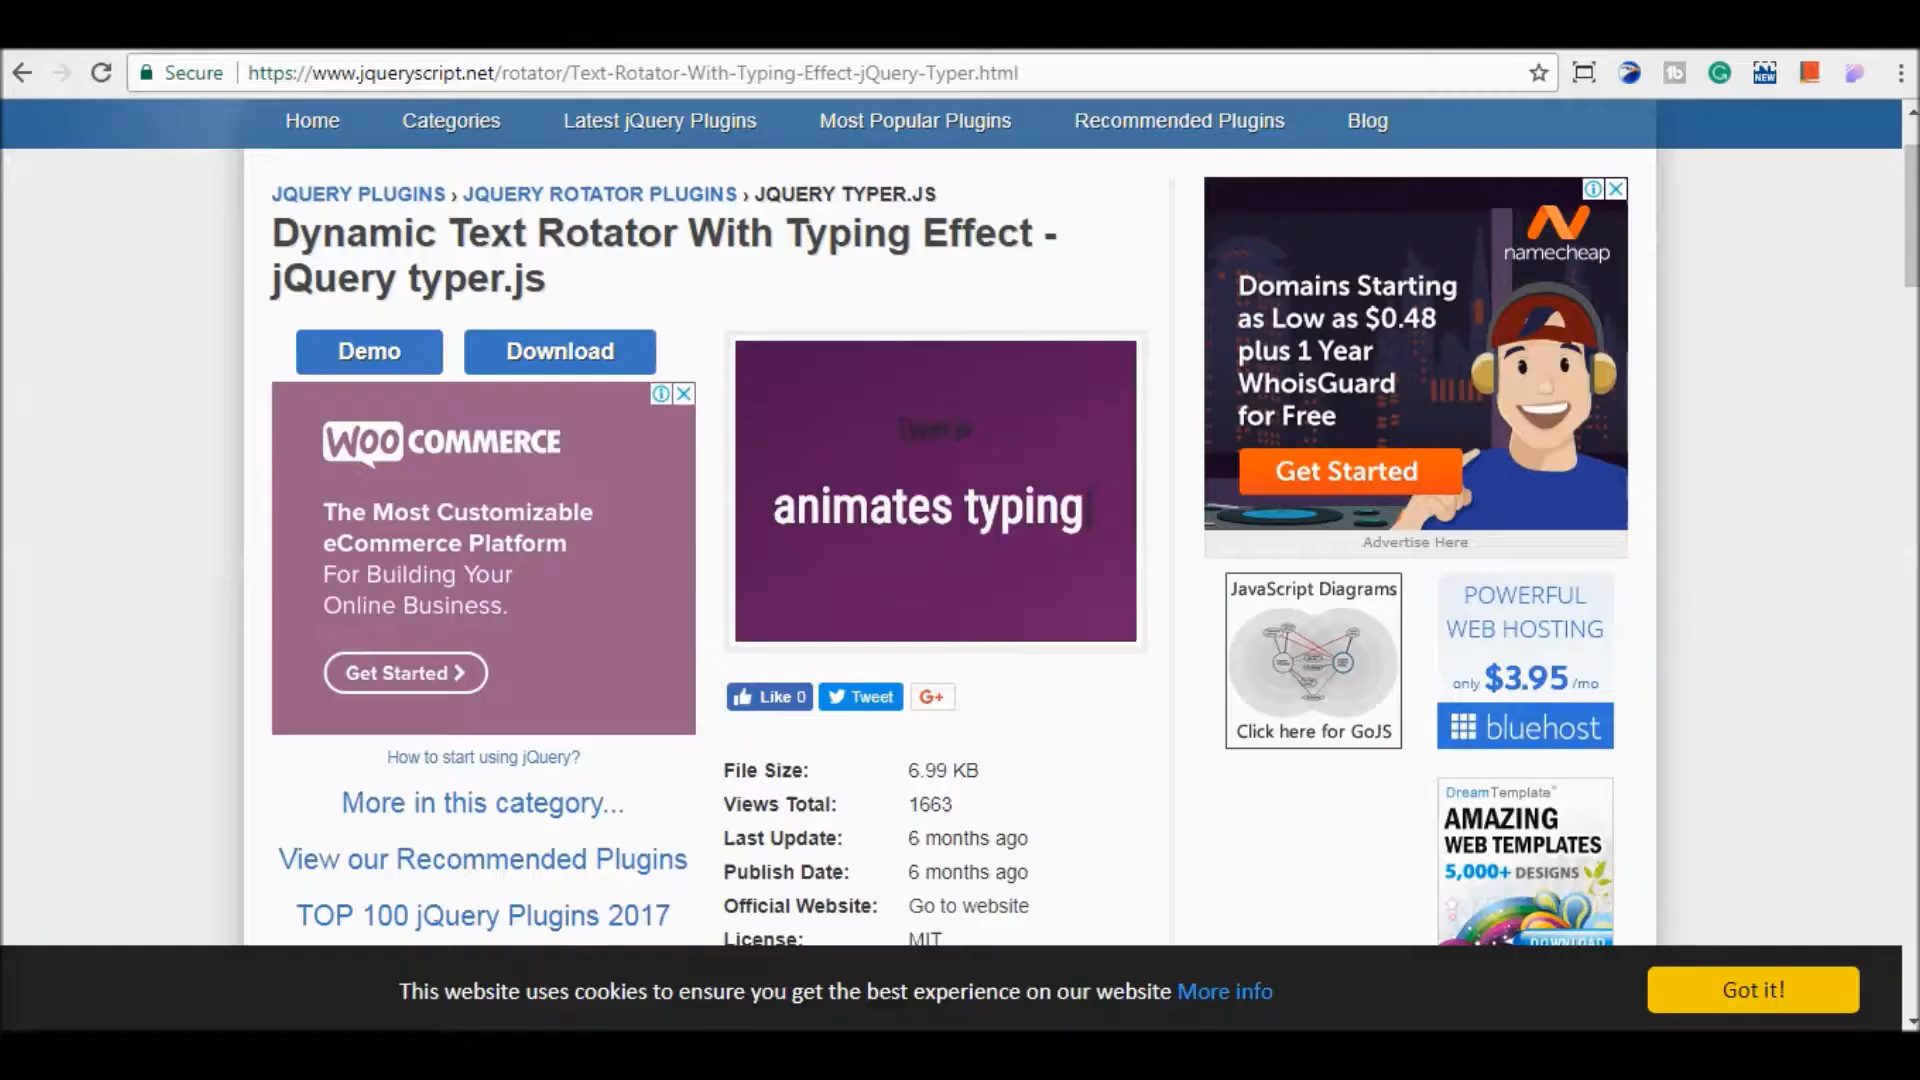 Secure https://www.jqueryscript.net/rotator/Text-Rotator-With-Typing-Effect-jQuery-Typer.html
tb
G
NEW
Home Categories Latest jQuery Plugins Most Popular Plugins Recommended Plugins Blog
JQUERY PLUGINS › JQUERY ROTATOR PLUGINS › JQUERY TYPER.JS
Dynamic Text Rotator With Typing Effect -
jQuery typer.js
Demo Download
WOO COMMERCE
The Most Customizable
eCommerce Platform
For Building Your
Online Business.
Get Started
How to start using jQuery?
More in this category...
View our Recommended Plugins
TOP 100 jQuery Plugins 2017
Typer.js
animates typing
Like 0 Tweet G+
File Size: 6.99 KB
Views Total: 1663
Last Update: 6 months ago
Publish Date: 6 months ago
Official Website: Go to website
License: MIT
namecheap
Domains Starting
as Low as $0.48
plus 1 Year
WhoisGuard
for Free
Get Started
Advertise Here
JavaScript Diagrams
Click here for GoJS
POWERFUL
WEB HOSTING
only $3.95 /mo
bluehost
DreamTemplate®
AMAZING
WEB TEMPLATES
5,000+ DESIGNS
DOWNLOAD
This website uses cookies to ensure you get the best experience on our website More info
Got it!